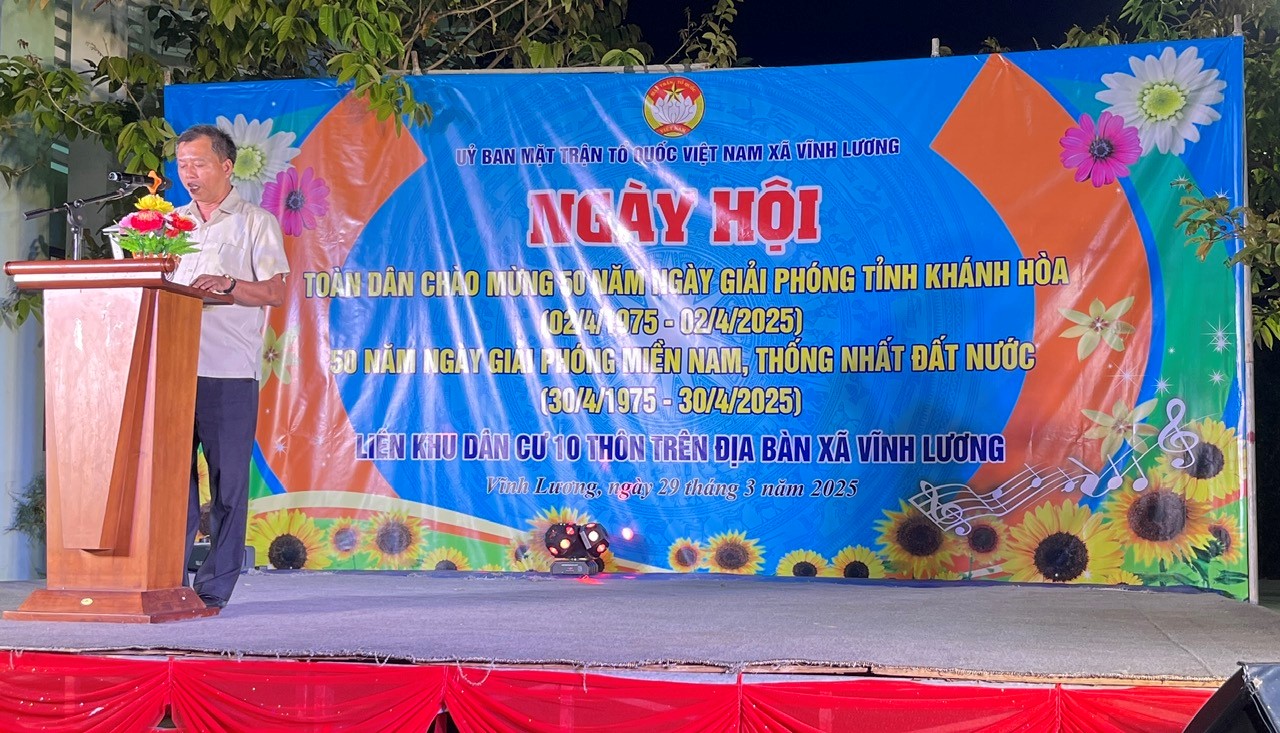 VIỆT NAM
UỶ BAN MẶT TRẬN TỔ QUỐC VIỆT NAM XÃ VĨNH LƯƠNG
NGÀY HỘI
TOÀN DÂN CHÀO MỪNG 50 NĂM NGÀY GIẢI PHÓNG TỈNH KHÁNH HÒA
(02/4/1975 - 02/4/2025)
50 NĂM NGÀY GIẢI PHÓNG MIỀN NAM, THỐNG NHẤT ĐẤT NƯỚC
(30/4/1975 - 30/4/2025)
LIÊN KHU DÂN CƯ 10 THÔN TRÊN ĐỊA BÀN XÃ VĨNH LƯƠNG
Vĩnh Lương, ngày 29 tháng 3 năm 2025